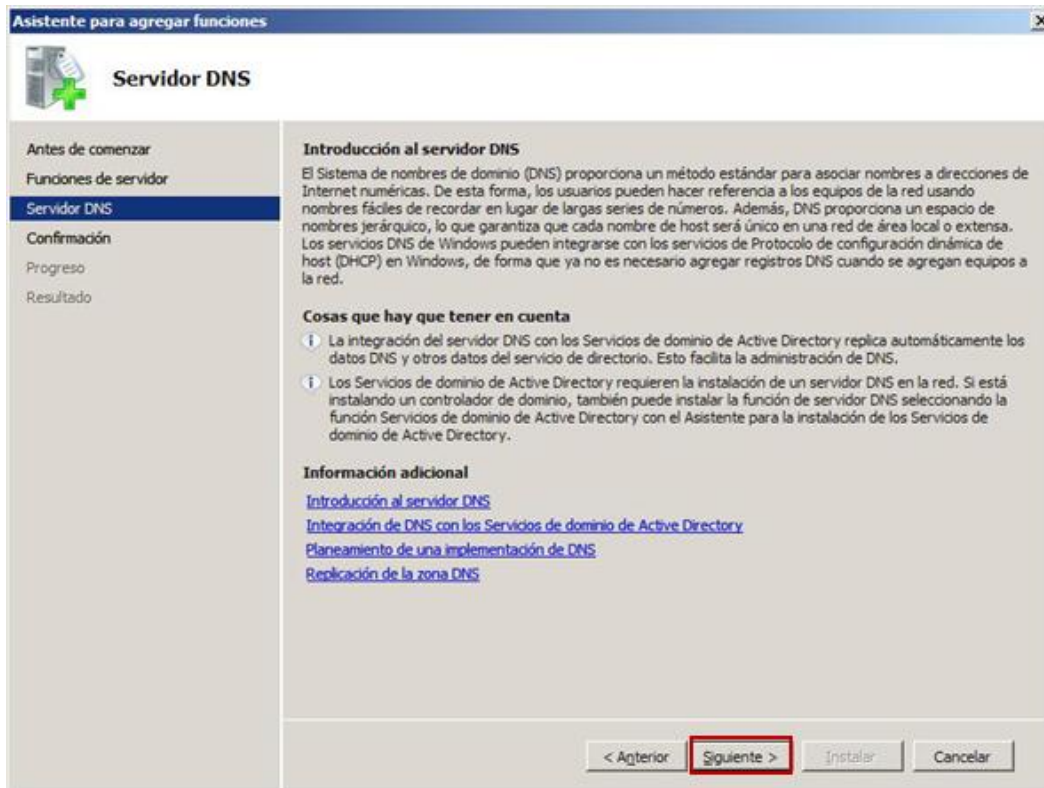 Asistente para agregar funciones
Servidor DNS
Antes de comenzar
Funciones de servidor
Servidor DNS
Confirmación
Progreso
Resultado
Introducción al servidor DNS
El Sistema de nombres de dominio (DNS) proporciona un método estándar para asociar nombres a direcciones de
Internet numéricas. De esta forma, los usuarios pueden hacer referencia a los equipos de la red usando
nombres fáciles de recordar en lugar de largas series de números. Además, DNS proporciona un espacio de
nombres jerárquico, lo que garantiza que cada nombre de host será único en una red de área local o extensa.
Los servicios DNS de Windows pueden integrarse con los servicios de Protocolo de configuración dinámica de
host (DHCP) en Windows, de forma que ya no es necesario agregar registros DNS cuando se agregan equipos a
la red.
Cosas que hay que tener en cuenta
La integración del servidor DNS con los Servicios de dominio de Active Directory replica automáticamente los
datos DNS y otros datos del servicio de directorio. Esto facilita la administración de DNS.
Los Servicios de dominio de Active Directory requieren la instalación de un servidor DNS en la red. Si está
instalando un controlador de dominio, también puede instalar la función de servidor DNS seleccionando la
función Servicios de dominio de Active Directory con el Asistente para la instalación de los Servicios de
dominio de Active Directory.
Información adicional
Introducción al servidor DNS
Integración de DNS con los Servicios de dominio de Active Directory
Planeamiento de una implementación de DNS
Replicación de la zona DNS
< Anterior
Siguiente >
Instalar
Cancelar